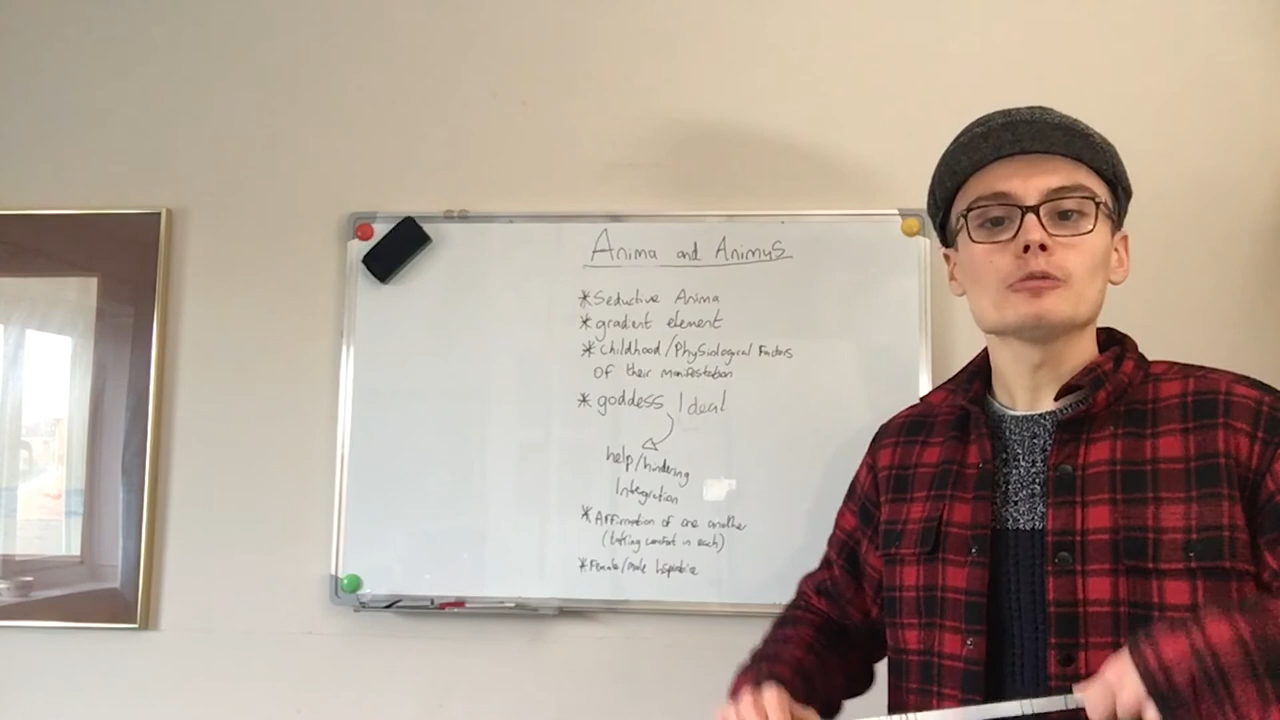 Anima and Animus
*Seductive Anima
*gradient element
*Childhood/Physiological Factors
Of their manifestation
*goddess Ideal
help/hindering
Integration
*Affirmation of one another
(taking comfort in each)
*Female/male